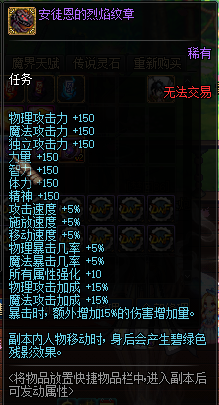 安徒恩的烈焰纹章
稀有
魔界天赋 传说灵石 重新购买
任务
无法交易
物理攻击力 +150
魔法攻击力 +150
独立攻击力 +150
力量 +150
智力 +150
体力 +150
精神 +150
攻击速度 +5%
施放速度 +5%
移动速度 +5%
物理暴击几率 +5%
魔法暴击几率 +5%
所有属性强化 +10
物理攻击加成 +15%
魔法攻击加成 +15%
暴击时，额外增加15%的伤害增加量。
副本内人物移动时，身后会产生碧绿色
残影效果。
<将物品放置快捷物品栏中,进入副本后
可发动属性>